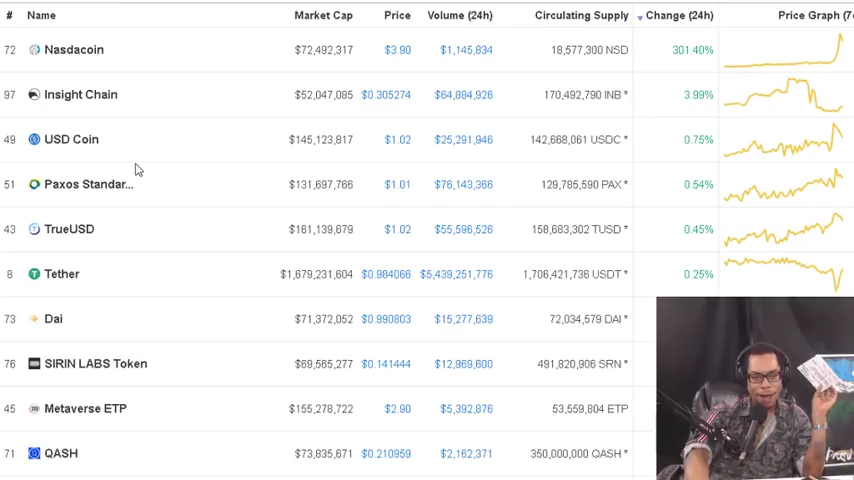 # Name Market Cap Price Volume (24h) Circulating Supply Change (24h) Price Graph (7
72 Nasdacoin $72,492,317 $3.90 $1,145,834 18,577,300 NSD 301.40%
97 Insight Chain $52,047,085 $0.305274 $64,884,926 170,492,790 INB * 3.99%
49 USD Coin $145,123,817 $1.02 $25,291,946 142,668,061 USDC * 0.75%
51 Paxos Standar... $131,697,766 $1.01 $76,143,366 129,785,590 PAX * 0.54%
43 TrueUSD $161,139,679 $1.02 $55,596,526 158,683,302 TUSD * 0.45%
8 Tether $1,679,231,604 $0.984066 $5,439,251,776 1,706,421,736 USDT * 0.25%
73 Dai $71,372,052 $0.990803 $15,277,639 72,034,579 DAI *
76 SIRIN LABS Token $69,565,277 $0.141444 $12,969,600 491,820,906 SRN *
45 Metaverse ETP $155,278,722 $2.90 $5,392,876 53,559,804 ETP
71 QASH $73,835,671 $0.210959 $2,162,371 350,000,000 QASH *